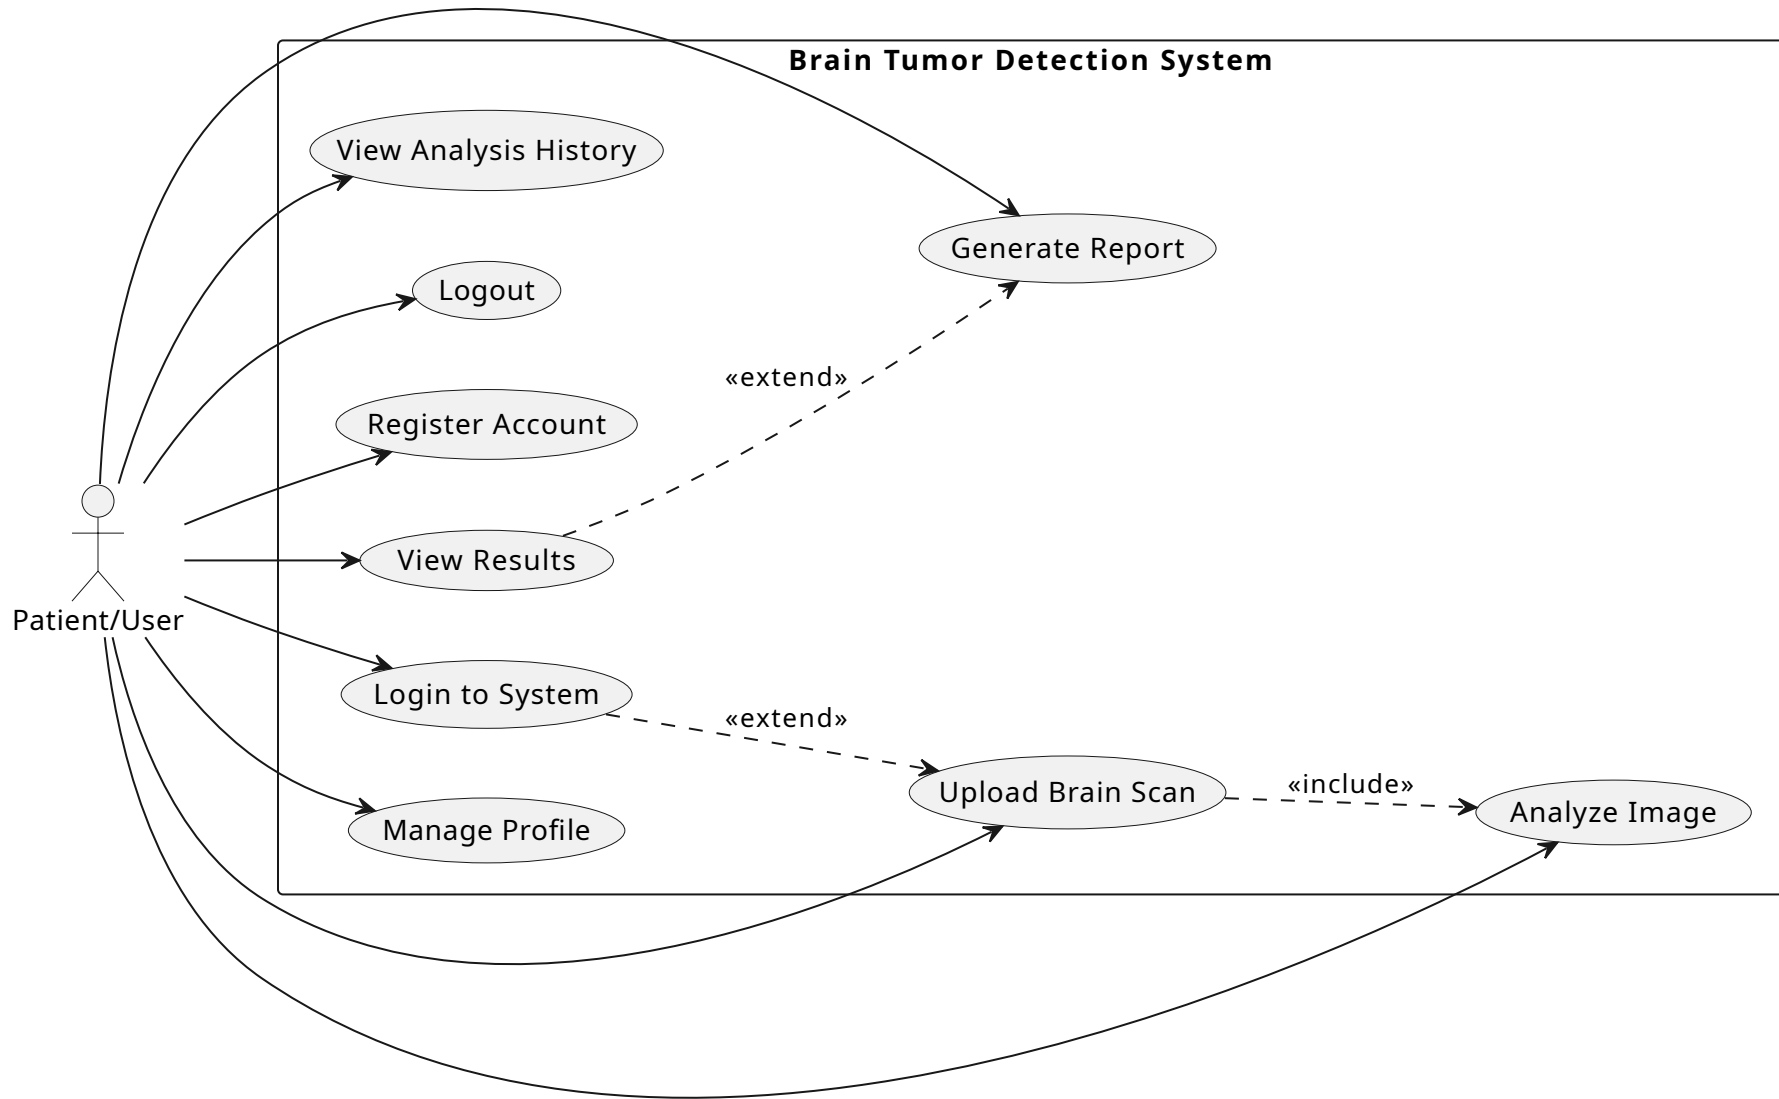 Brain Tumor Detection System
View Analysis History
Generate Report
Logout
«extend»
Register Account
View Results
Patient/User
Login to System
«extend»
Upload Brain Scan
«include»
Analyze Image
Manage Profile